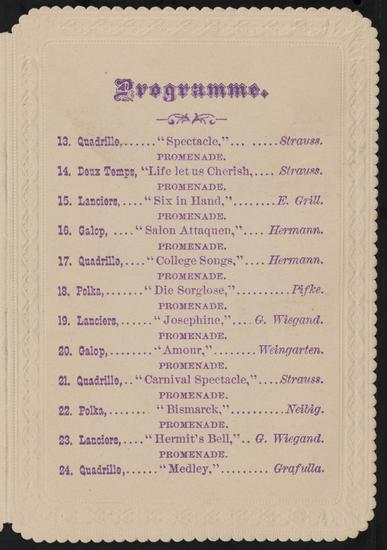 Programme.
13. Quadrille,...... "Spectacle,"... .....Strauss.
PROMENADE.
14. Deux Temps, "Life let us Cherish,.... Strauss.
PROMENADE.
15. Lanciers,.... "Six in Hand,"........ E. Grill.
PROMENADE.
16. Galop, .... "Salon Attaquen,".... Hermann.
PROMENADE.
17. Quadrille,.... "College Songs,".... Hermann.
PROMENADE.
18. Polka,....... "Die Sorglose,"..........Pifke.
PROMENADE.
19. Lanciers,...... "Josephine,".... G. Wiegand.
PROMENADE.
20. Galop,........ "Amour,"........ Weingarten.
PROMENADE.
21. Quadrille,.. "Carnival Spectacle,"....Strauss.
PROMENADE.
22. Polka,....... "Bismarck,"..........Neibig.
PROMENADE.
23. Lanciers,.... "Hermit's Bell,".. G. Wiegand.
PROMENADE.
24. Quadrille,...... "Medley,"......... Grafulla.